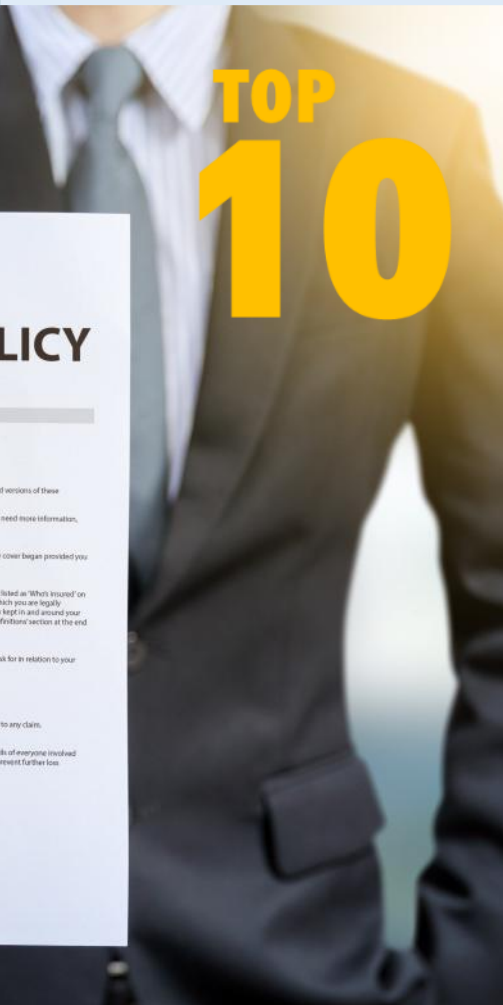 TOP
10
LICY
d versions of these
need more information,
cover began provided you
listed as 'Who's insured' on
hich you are legally
kept in and around your
finitions' section at the end
sk for in relation to your
to any claim.
ls of everyone involved
revent further loss